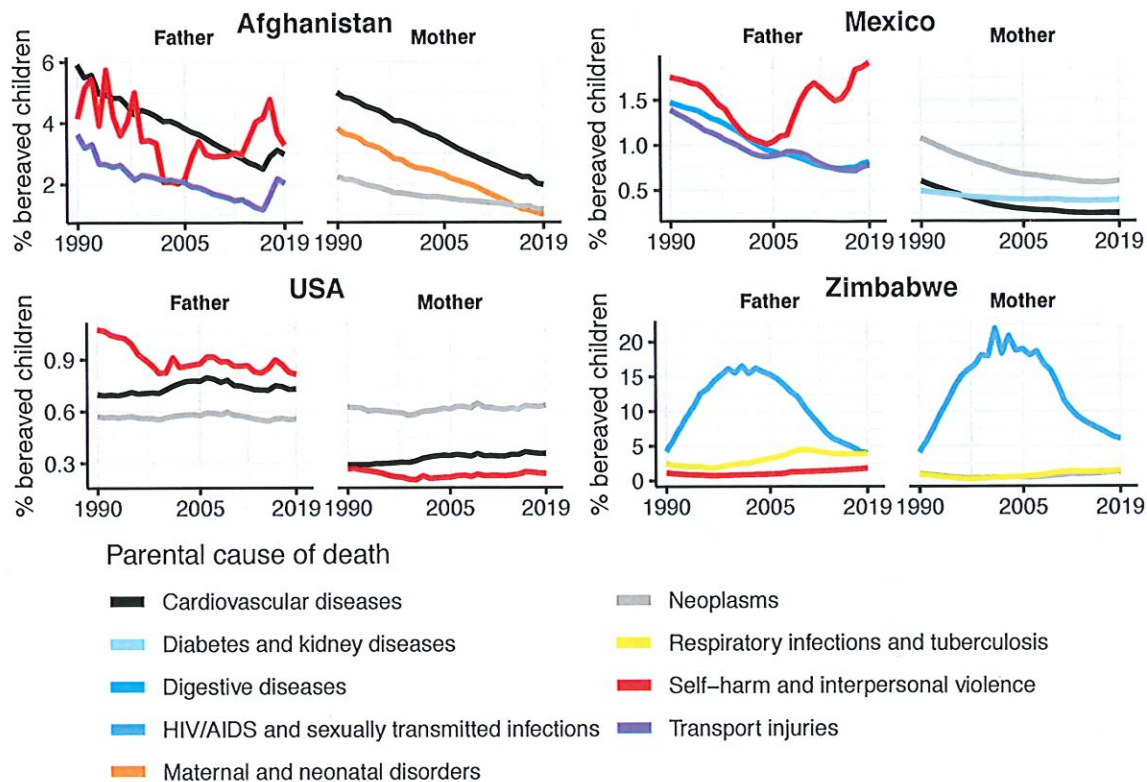 Afghanistan
Father
Mother
% bereaved children
6
4
2
1990
2005
2019
1990
2005
2019
Mexico
Father
Mother
% bereaved children
1.5
1.0
0.5
1990
2005
2019
1990
2005
2019
USA
Father
Mother
% bereaved children
0.9
0.6
0.3
1990
2005
2019
1990
2005
2019
Zimbabwe
Father
Mother
% bereaved children
20
15
10
5
0
1990
2005
2019
1990
2005
2019
Parental cause of death
Cardiovascular diseases
Diabetes and kidney diseases
Digestive diseases
HIV/AIDS and sexually transmitted infections
Maternal and neonatal disorders
Neoplasms
Respiratory infections and tuberculosis
Self–harm and interpersonal violence
Transport injuries